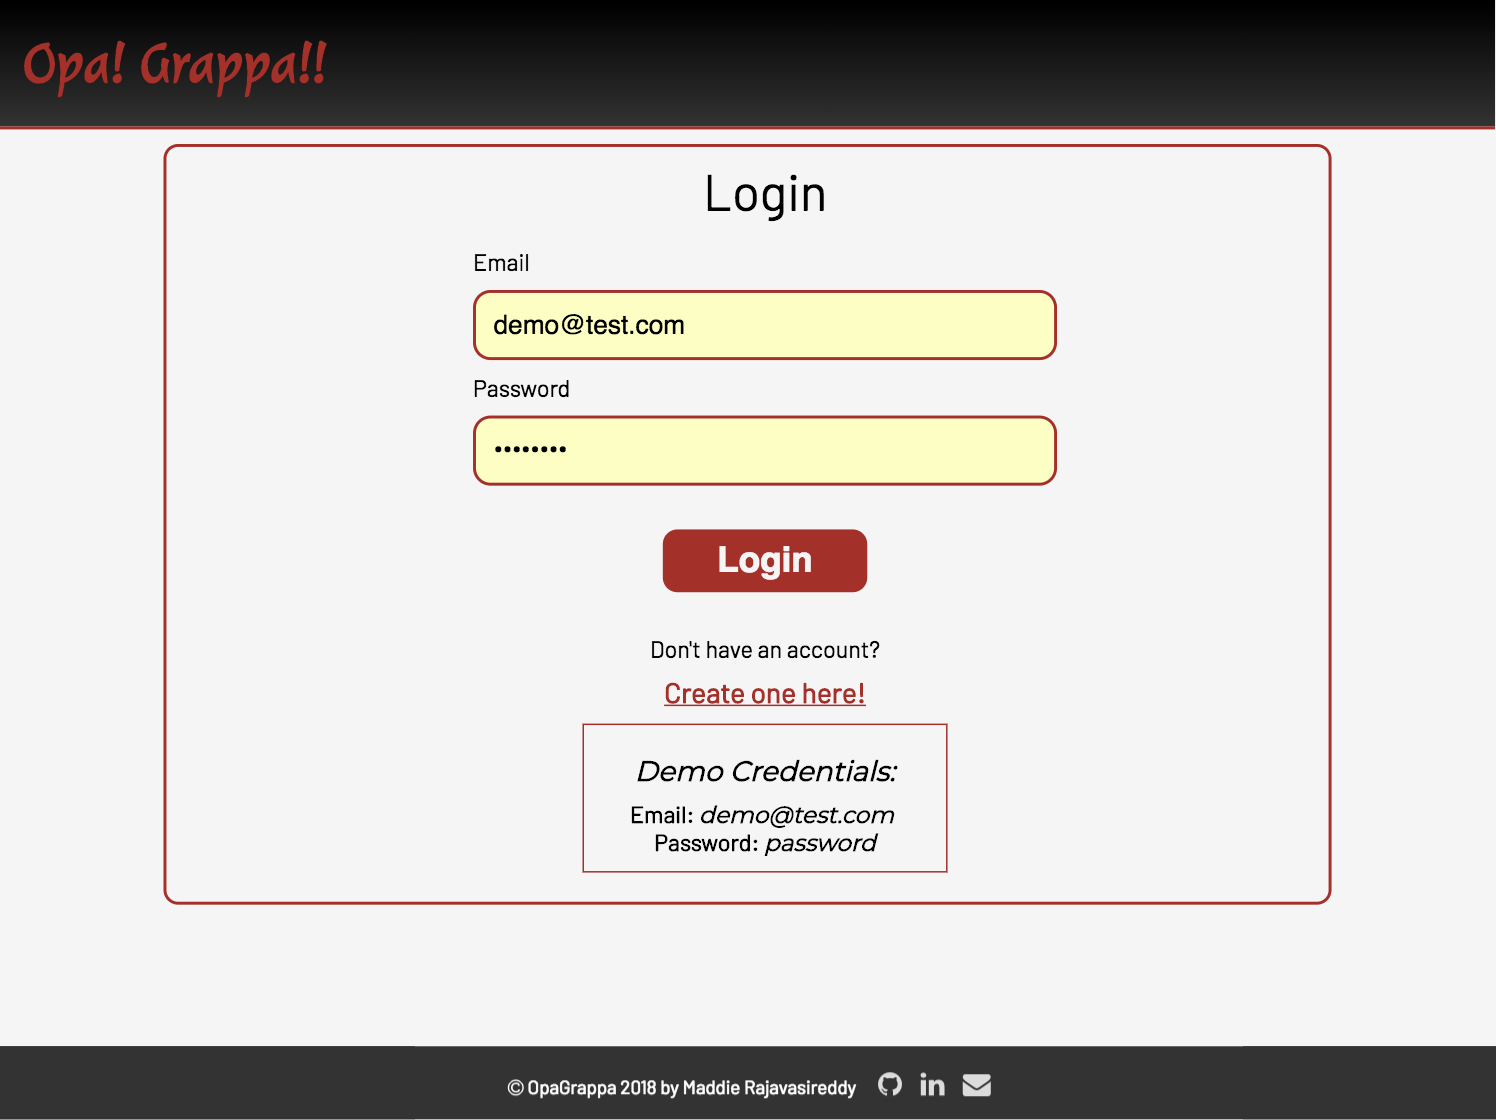 Opa! Grappa!!
Login
Email
demo@test.com
Password
••••••••
Login
Don't have an account?
Create one here!
Demo Credentials:
Email: demo@test.com
Password: password
© OpaGrappa 2018 by Maddie Rajavasireddy